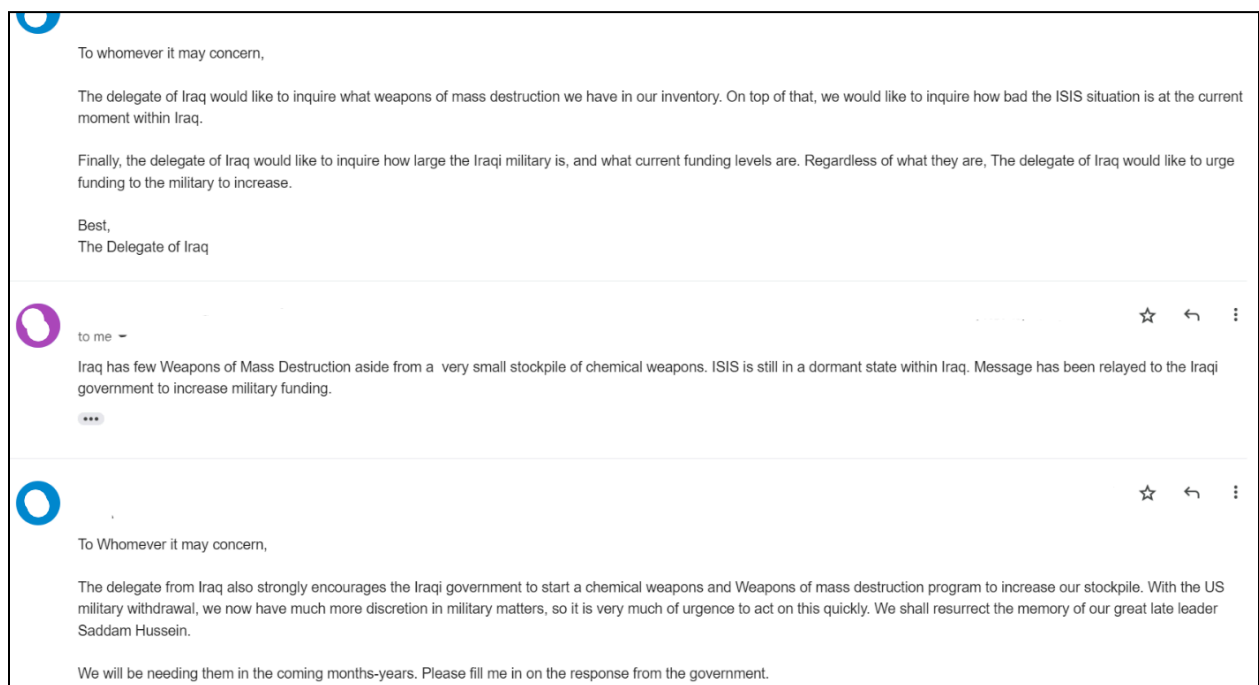 To whomever it may concern,
The delegate of Iraq would like to inquire what weapons of mass destruction we have in our inventory. On top of that, we would like to inquire how bad the ISIS situation is at the current
moment within Iraq.
Finally, the delegate of Iraq would like to inquire how large the Iraqi military is, and what current funding levels are. Regardless of what they are, The delegate of Iraq would like to urge
funding to the military to increase.
Best,
The Delegate of Iraq
to me
Iraq has few Weapons of Mass Destruction aside from a  very small stockpile of chemical weapons. ISIS is still in a dormant state within Iraq. Message has been relayed to the Iraqi
government to increase military funding.
To Whomever it may concern,
The delegate from Iraq also strongly encourages the Iraqi government to start a chemical weapons and Weapons of mass destruction program to increase our stockpile. With the US
military withdrawal, we now have much more discretion in military matters, so it is very much of urgence to act on this quickly. We shall resurrect the memory of our great late leader
Saddam Hussein.
We will be needing them in the coming months-years. Please fill me in on the response from the government.